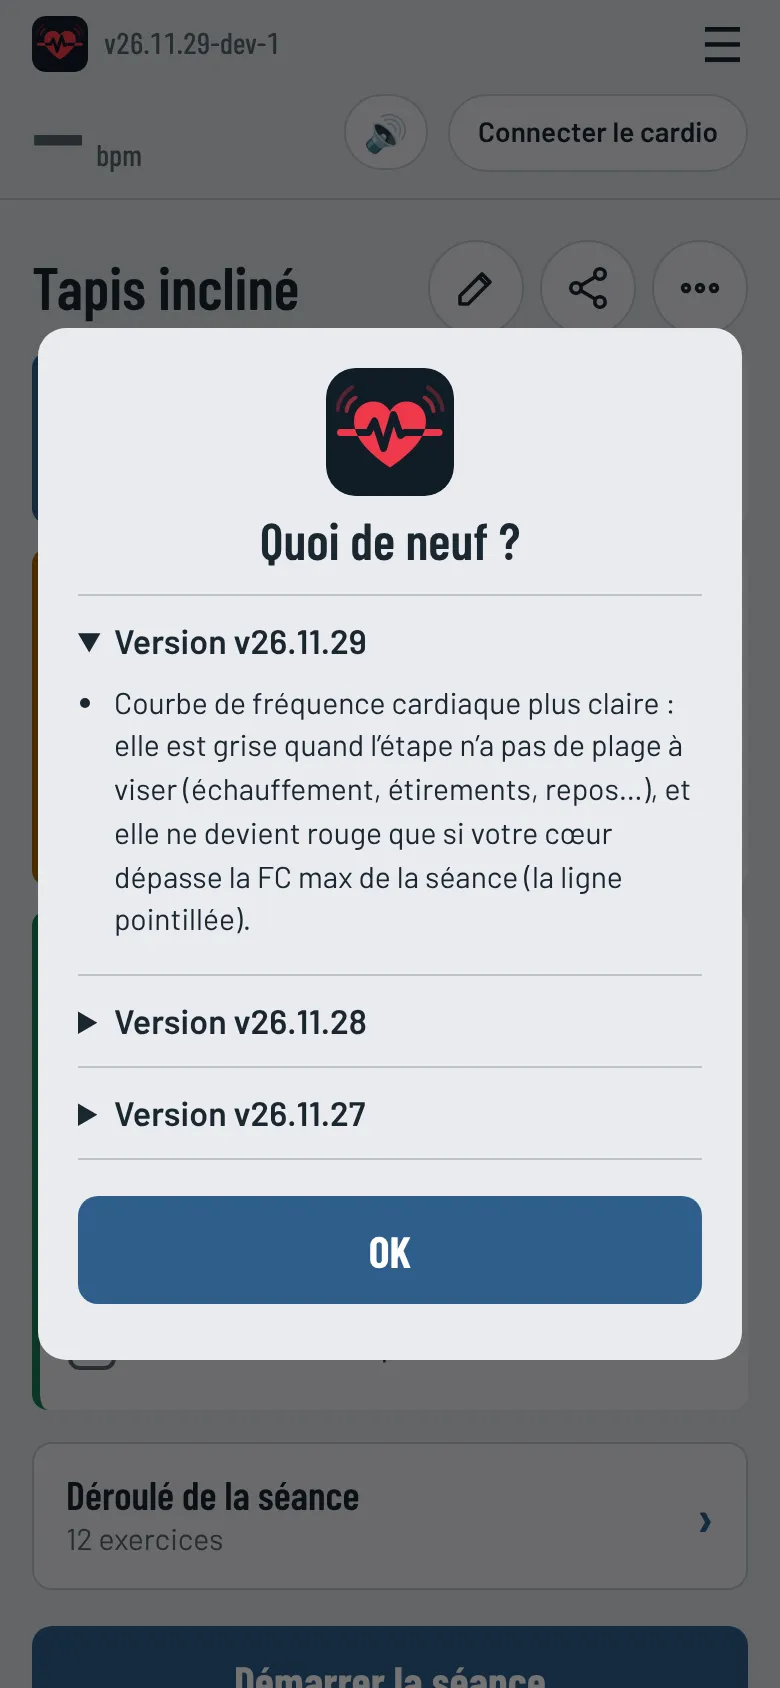 v26.11.29-dev-1
bpm
Connecter le cardio
Tapis incliné
Quoi de neuf ?
Version v26.11.29
• Courbe de fréquence cardiaque plus claire :
elle est grise quand l’étape n’a pas de plage à
viser (échauffement, étirements, repos…), et
elle ne devient rouge que si votre cœur
dépasse la FC max de la séance (la ligne
pointillée).
Version v26.11.28
Version v26.11.27
OK
Déroulé de la séance
12 exercices
Démarrer la séance